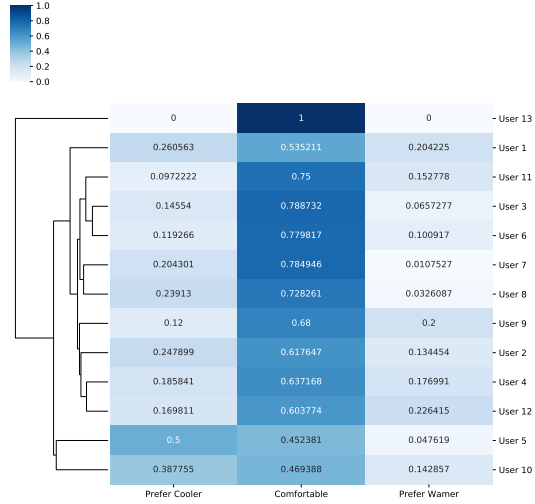 1.0
0.8
0.6
0.4
0.2
0.0
0 1 0 User 13
0.260563 0.535211 0.204225 User 1
0.0972222 0.75 0.152778 User 11
0.14554 0.788732 0.0657277 User 3
0.119266 0.779817 0.100917 User 6
0.204301 0.784946 0.0107527 User 7
0.23913 0.728261 0.0326087 User 8
0.12 0.68 0.2 User 9
0.247899 0.617647 0.134454 User 2
0.185841 0.637168 0.176991 User 4
0.169811 0.603774 0.226415 User 12
0.5 0.452381 0.047619 User 5
0.387755 0.469388 0.142857 User 10
Prefer Cooler Comfortable Prefer Wamer